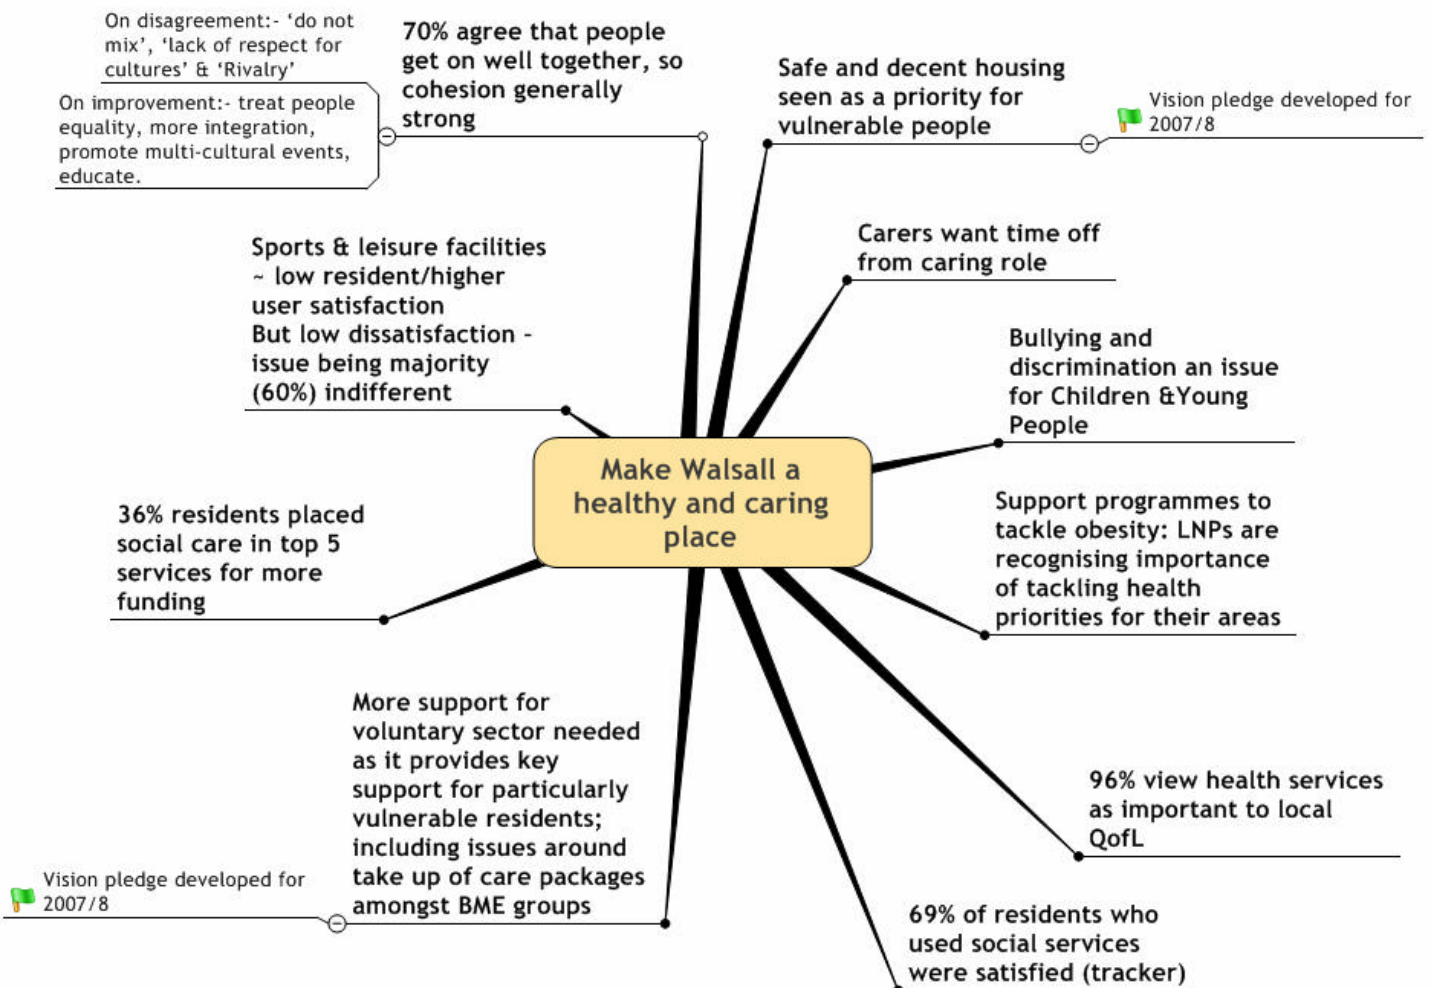 On disagreement:- ‘do not
mix’, ‘lack of respect for
cultures’ & ‘Rivalry’
On improvement:- treat people
equality, more integration,
promote multi-cultural events,
educate.
70% agree that people
get on well together, so
cohesion generally
strong
Safe and decent housing
seen as a priority for
vulnerable people
Vision pledge developed for
2007/8
Sports & leisure facilities
~ low resident/higher
user satisfaction
But low dissatisfaction -
issue being majority
(60%) indifferent
Carers want time off
from caring role
Bullying and
discrimination an issue
for Children &Young
People
Make Walsall a
healthy and caring
place
36% residents placed
social care in top 5
services for more
funding
Support programmes to
tackle obesity: LNPs are
recognising importance
of tackling health
priorities for their areas
More support for
voluntary sector needed
as it provides key
support for particularly
vulnerable residents;
including issues around
take up of care packages
amongst BME groups
Vision pledge developed for
2007/8
96% view health services
as important to local
QofL
69% of residents who
used social services
were satisfied (tracker)